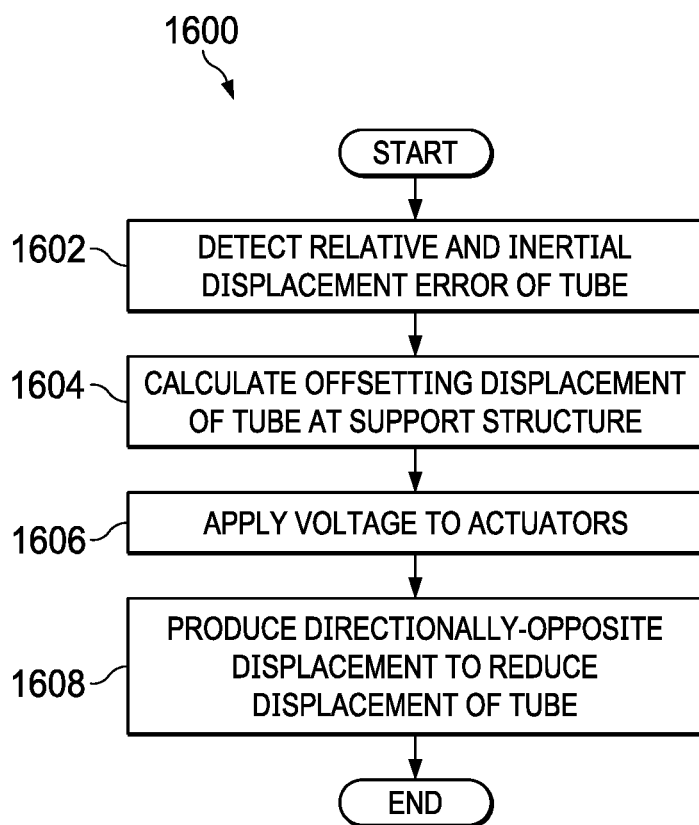 1600
START
1602
DETECT RELATIVE AND INERTIAL
DISPLACEMENT ERROR OF TUBE
1604
CALCULATE OFFSETTING DISPLACEMENT
OF TUBE AT SUPPORT STRUCTURE
1606
APPLY VOLTAGE TO ACTUATORS
1608
PRODUCE DIRECTIONALLY-OPPOSITE
DISPLACEMENT TO REDUCE
DISPLACEMENT OF TUBE
END